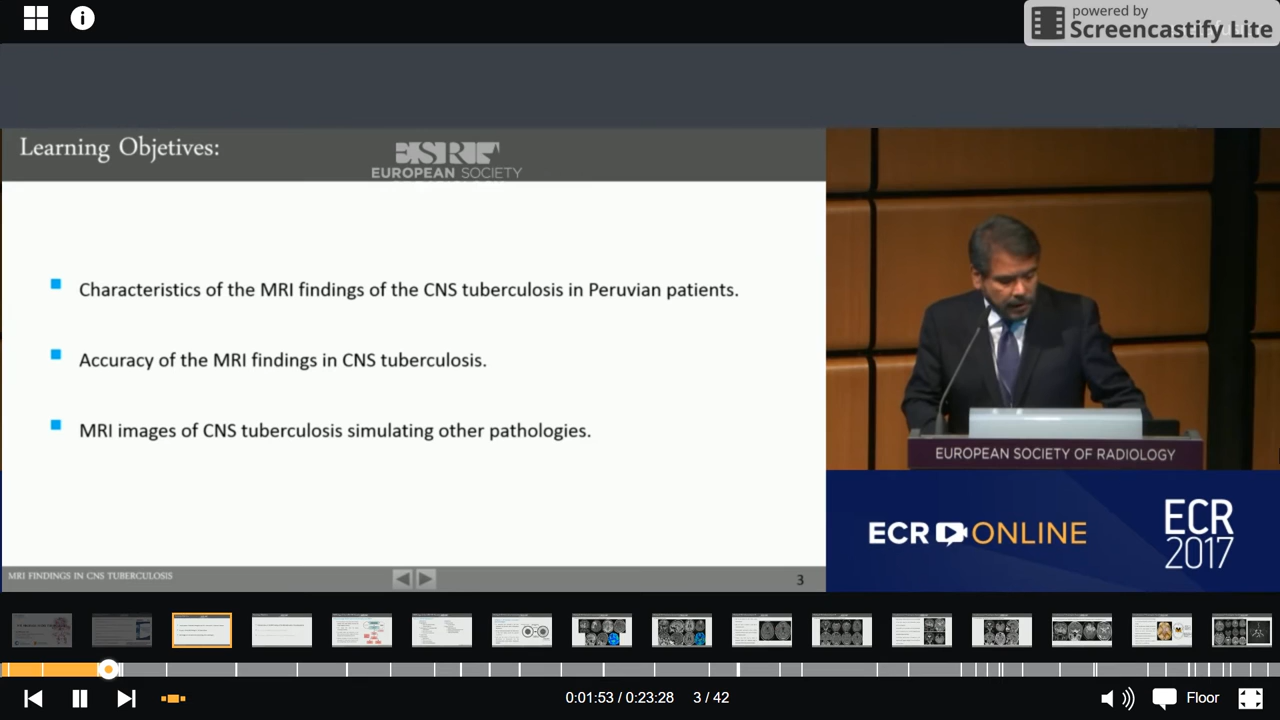 powered by
Screencastify Lite
Learning Objetives:
EUROPEAN SOCIETY
Characteristics of the MRI findings of the CNS tuberculosis in Peruvian patients.
Accuracy of the MRI findings in CNS tuberculosis.
MRI images of CNS tuberculosis simulating other pathologies.
EUROPEAN SOCIETY OF RADIOLOGY
ECR ONLINE
ECR
2017
MRI FINDINGS IN CNS TUBERCULOSIS
3
0:01:53 / 0:23:28 3 / 42
Floor